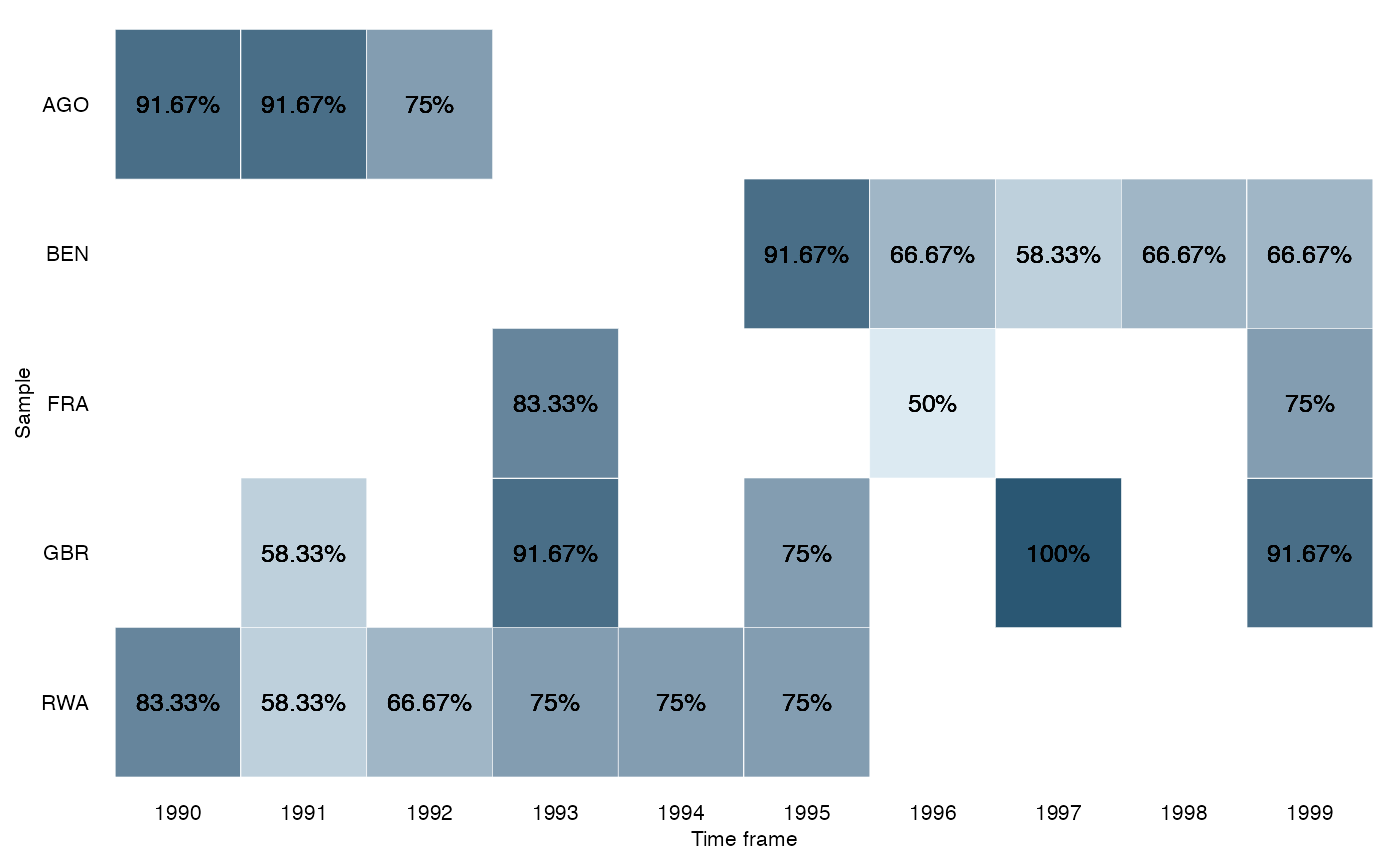 AGO 91.67% 91.67% 75%
BEN 91.67% 66.67% 58.33% 66.67% 66.67%
Sample
FRA 83.33% 50% 75%
GBR 58.33% 91.67% 75% 100% 91.67%
RWA 83.33% 58.33% 66.67% 75% 75% 75%
1990 1991 1992 1993 1994 1995 1996 1997 1998 1999
Time frame